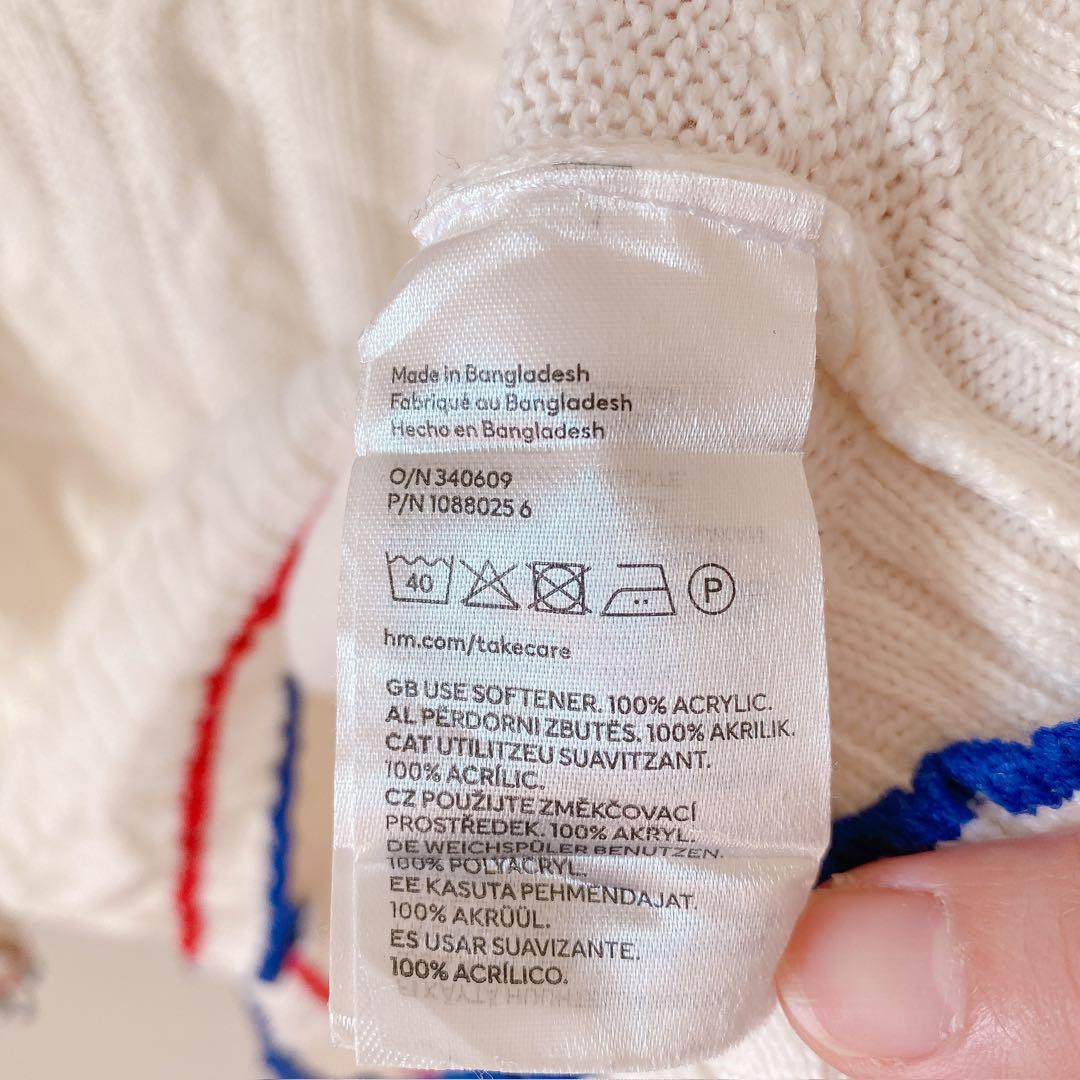 Made in Bangladesh
Fabriqué au Bangladesh
Hecho en Bangladesh
O/N 340609
P/N 1088025 6
40
P
hm.com/takecare
GB USE SOFTENER. 100% ACRYLIC.
AL PËRDORNI ZBUTËS. 100% AKRILIK.
CAT UTILITZEU SUAVITZANT.
100% ACRÍLIC.
CZ POUŽIJTE ZMĚKČOVACÍ
PROSTŘEDEK. 100% AKRYL.
DE WEICHSPÜLER BENUTZEN.
100% POLYACRYL.
EE KASUTA PEHMENDAJAT.
100% AKRÜÜL.
ES USAR SUAVIZANTE.
100% ACRÍLICO.